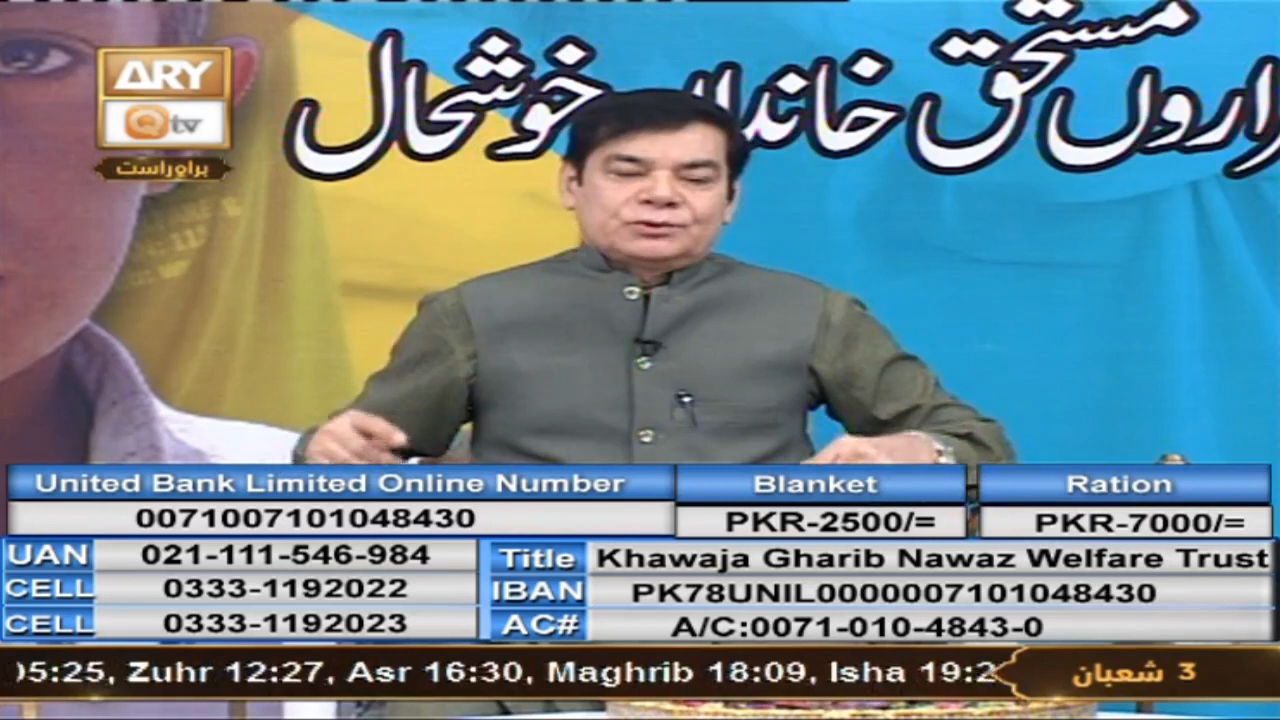 مستحق
اروں مستحق خاندان خوشحال
ARY
Qtv
براہِ راست
United Bank Limited Online Number
Blanket
Ration
0071007101048430
PKR-2500/=
PKR-7000/=
UAN
021-111-546-984
CELL
0333-1192022
CELL
0333-1192023
Title
Khawaja Gharib Nawaz Welfare Trust
IBAN
PK78UNIL0000007101048430
AC#
A/C:0071-010-4843-0
05:25, Zuhr 12:27, Asr 16:30, Maghrib 18:09, Isha 19:2
3 شعبان